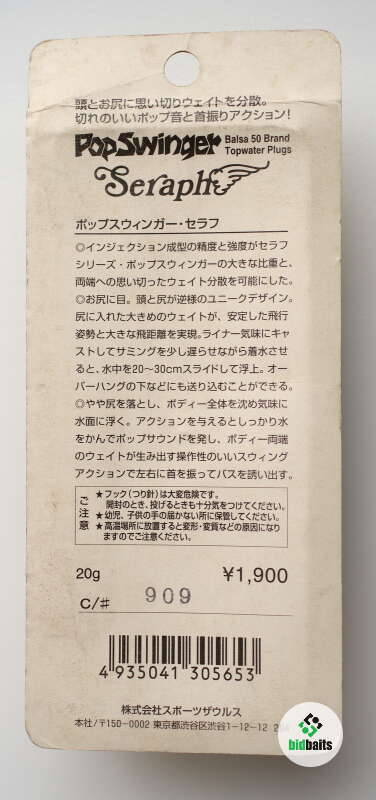 頭とお尻に思い切りウェイトを分散。
切れのいいポップ音と首振りアクション!
PopSwinger Balsa 50 Brand
Topwater Plugs
Seraph
ポップスウィンガー・セラフ
◎インジェクション成型の精度と強度がセラフ
シリーズ・ポップスウィンガーの大きな比重と、
両端への思い切ったウェイト分散を可能にした。
◎お尻に目。頭と尻が逆様のユニークデザイン。
尻に入れた大きめのウェイトが、安定した飛行
姿勢と大きな飛距離を実現。ライナー気味にキャ
ストしてサミングを少し遅らせながら着水させ
ると、水中を20〜30cmスライドして浮上。オー
バーハングの下などにも送り込むことができる。
◎やや尻を落とし、ボディー全体を沈め気味に
水面に浮く。アクションを与えるとしっかり水
をかんでポップサウンドを発し、ボディー両端
のウェイトが生み出す操作性のいいスウィング
アクションで左右に首を振ってバスを誘い出す。
ご注意
★フック(つり針)は大変危険です。
開封のとき、投げるときも十分気をつけてください。
★幼児、子供の手の届かない所に保管してください。
★高温場所に放置すると変形・変質などの原因になり
ますのでご注意ください。
20g ¥1,900
C/# 909
4 935041 305653
株式会社スポーツザウルス
本社/〒150-0002 東京都渋谷区渋谷1-12-12
bidbaits